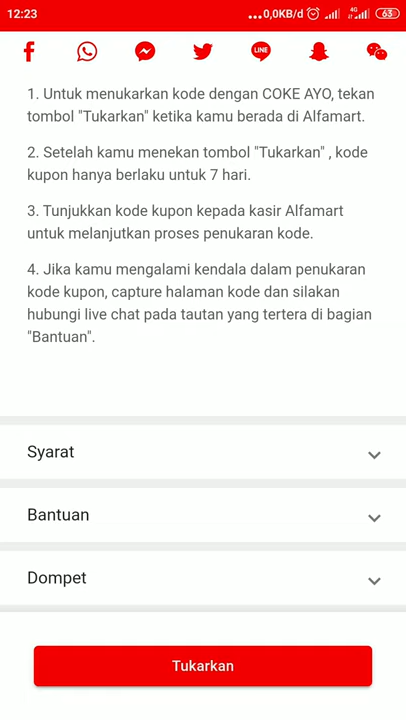 12:23
...0,0KB/d
4G
63
LINE
1. Untuk menukarkan kode dengan COKE AYO, tekan
tombol "Tukarkan" ketika kamu berada di Alfamart.
2. Setelah kamu menekan tombol "Tukarkan" , kode
kupon hanya berlaku untuk 7 hari.
3. Tunjukkan kode kupon kepada kasir Alfamart
untuk melanjutkan proses penukaran kode.
4. Jika kamu mengalami kendala dalam penukaran
kode kupon, capture halaman kode dan silakan
hubungi live chat pada tautan yang tertera di bagian
"Bantuan".
Syarat
Bantuan
Dompet
Tukarkan